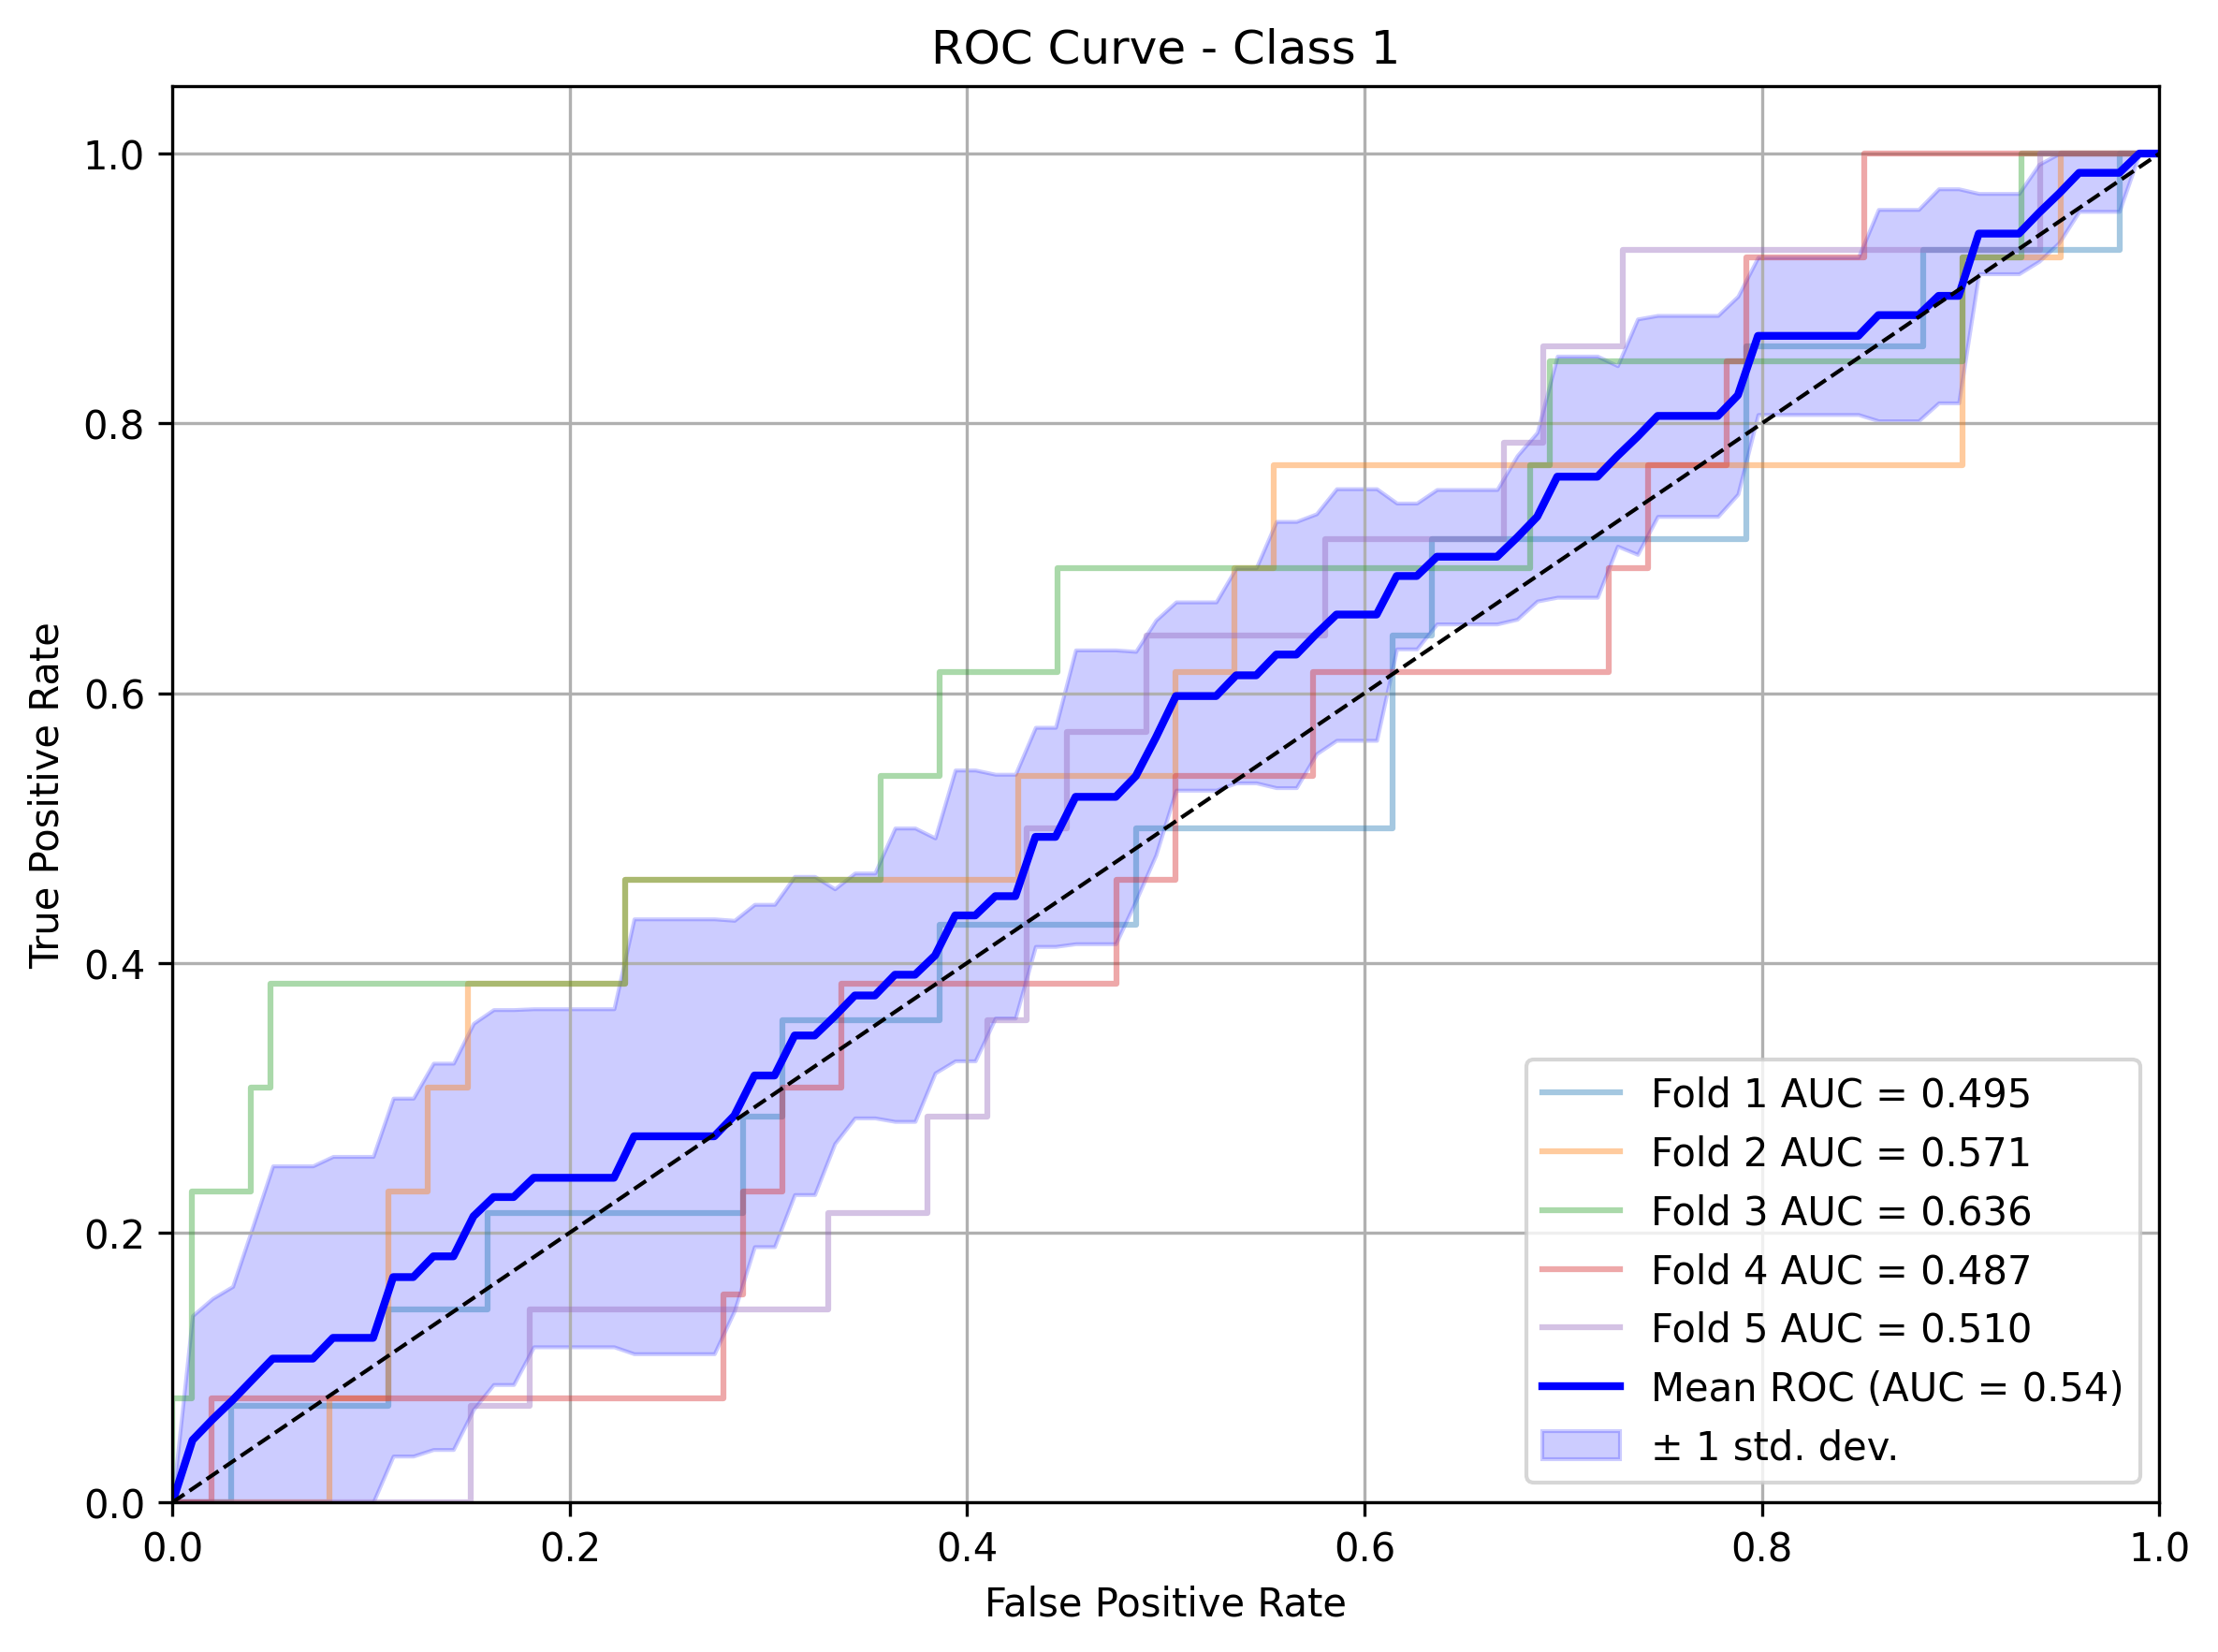 ROC Curve - Class 1
True Positive Rate
1.0
0.8
0.6
0.4
0.2
0.0
0.0 0.2 0.4 0.6 0.8 1.0
False Positive Rate
Fold 1 AUC = 0.495
Fold 2 AUC = 0.571
Fold 3 AUC = 0.636
Fold 4 AUC = 0.487
Fold 5 AUC = 0.510
Mean ROC (AUC = 0.54)
± 1 std. dev.